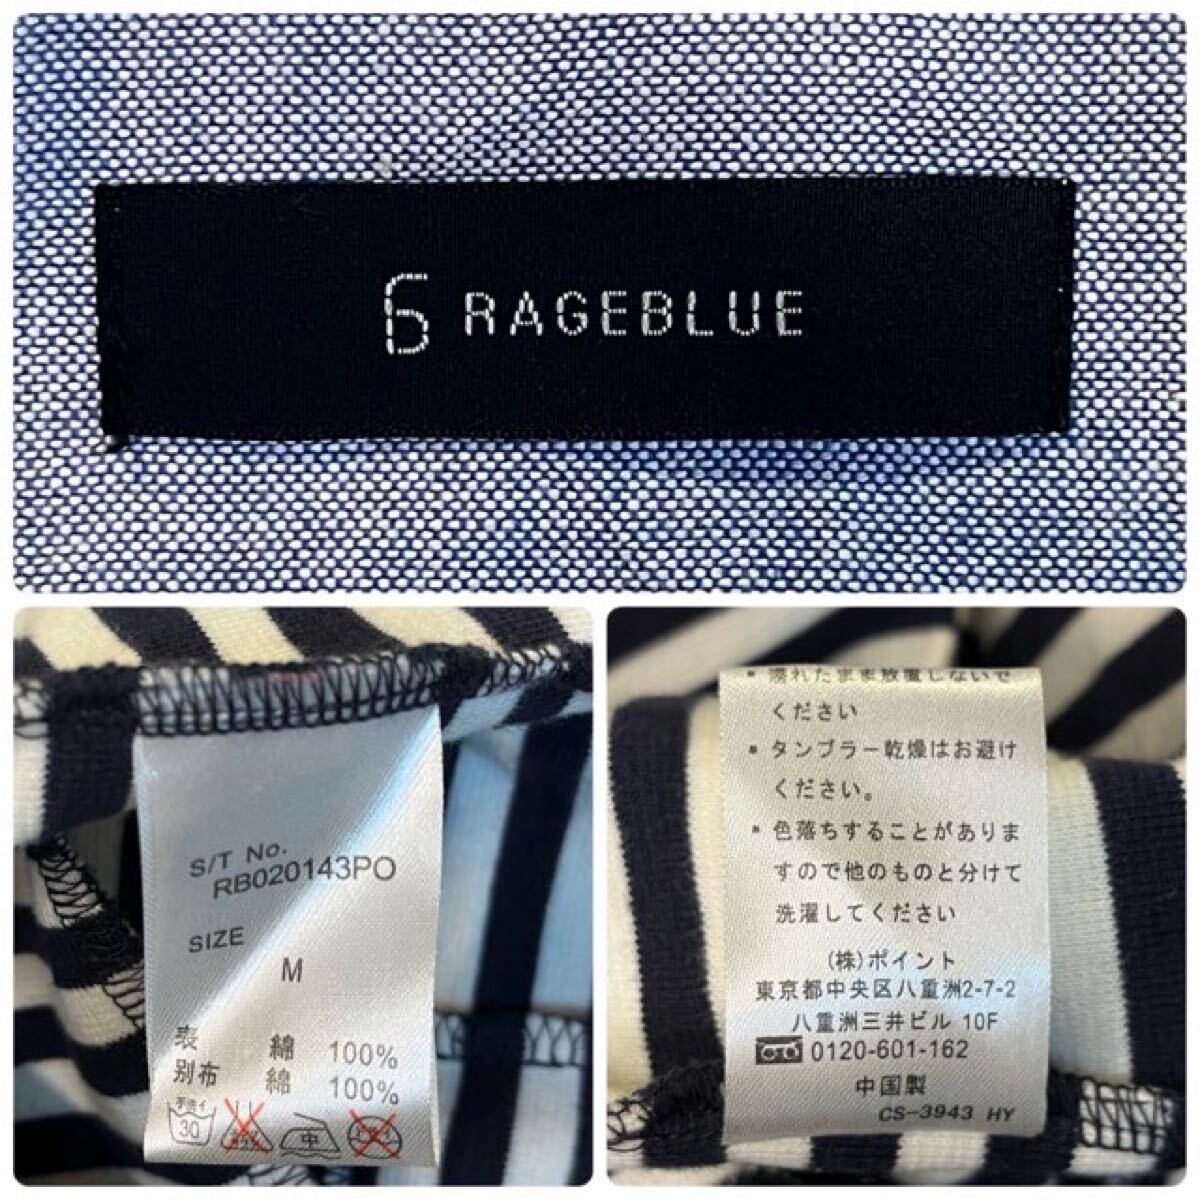 6 RAGEBLUE
S/T No.
RB020143PO
SIZE
M
表 綿 100%
別布 綿 100%
手洗イ
30
中
・濡れたまま放置しないで
ください
・タンブラー乾燥はお避け
ください。
・色落ちすることがありま
すので他のものと分けて
洗濯してください
(株)ポイント
東京都中央区八重洲2-7-2
八重洲三井ビル 10F
0120-601-162
中国製
CS-3943 HY